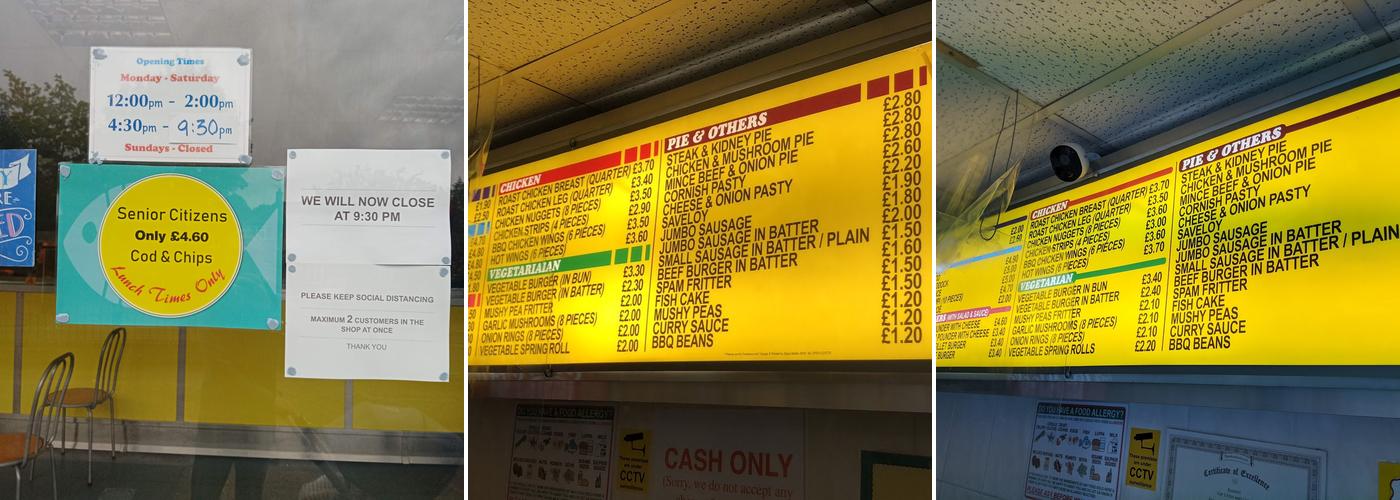 Opening Times
Monday - Saturday
12:00pm - 2:00pm
4:30pm - 9:30pm
Sundays - Closed
Senior Citizens
Only £4.60
Cod & Chips
Lunch Times Only
WE WILL NOW CLOSE
AT 9:30 PM
PLEASE KEEP SOCIAL DISTANCING
MAXIMUM 2 CUSTOMERS IN THE
SHOP AT ONCE
THANK YOU
CHICKEN
ROAST CHICKEN BREAST (QUARTER) £3.70
ROAST CHICKEN LEG (QUARTER) £3.40
CHICKEN NUGGETS (8 PIECES) £3.50
CHICKEN STRIPS (4 PIECES) £2.90
BBQ CHICKEN WINGS (6 PIECES) £3.50
HOT WINGS (6 PIECES) £3.60
VEGETARIAIAN
VEGETABLE BURGER (IN BUN) £3.30
VEGETABLE BURGER (IN BATTER) £2.30
MUSHY PEA FRITTER £2.00
GARLIC MUSHROOMS (8 PIECES) £2.00
ONION RINGS (8 PIECES) £2.00
VEGETABLE SPRING ROLL £2.00
PIE & OTHERS
STEAK & KIDNEY PIE £2.80
CHICKEN & MUSHROOM PIE £2.80
MINCE BEEF & ONION PIE £2.80
CORNISH PASTY £2.60
CHEESE & ONION PASTY £2.20
SAVELOY £1.90
JUMBO SAUSAGE £1.80
JUMBO SAUSAGE IN BATTER £2.00
SMALL SAUSAGE IN BATTER / PLAIN £1.50
BEEF BURGER IN BATTER £1.60
SPAM FRITTER £1.50
FISH CAKE £1.50
MUSHY PEAS £1.20
CURRY SAUCE £1.20
BBQ BEANS £1.20
DO YOU HAVE A FOOD ALLERGY?
CCTV
CASH ONLY
(Sorry, we do not accept any
CHICKEN
ROAST CHICKEN BREAST (QUARTER) £3.70
ROAST CHICKEN LEG (QUARTER) £3.50
CHICKEN NUGGETS (8 PIECES) £3.60
CHICKEN STRIPS (4 PIECES) £3.00
BBQ CHICKEN WINGS (6 PIECES) £3.60
HOT WINGS (6 PIECES) £3.70
VEGETARIAN
VEGETABLE BURGER IN BUN £3.40
VEGETABLE BURGER IN BATTER £2.40
MUSHY PEA FRITTER £2.10
GARLIC MUSHROOMS (8 PIECES) £2.10
ONION RINGS (8 PIECES) £2.10
VEGETABLE SPRING ROLLS £2.20
PIE & OTHERS
STEAK & KIDNEY PIE
CHICKEN & MUSHROOM PIE
MINCE BEEF & ONION PIE
CORNISH PASTY
CHEESE & ONION PASTY
SAVELOY
JUMBO SAUSAGE
JUMBO SAUSAGE IN BATTER
SMALL SAUSAGE IN BATTER / PLAIN
BEEF BURGER IN BATTER
SPAM FRITTER
FISH CAKE
MUSHY PEAS
CURRY SAUCE
BBQ BEANS
DO YOU HAVE A FOOD ALLERGY?
CCTV
Certificate of Excellence